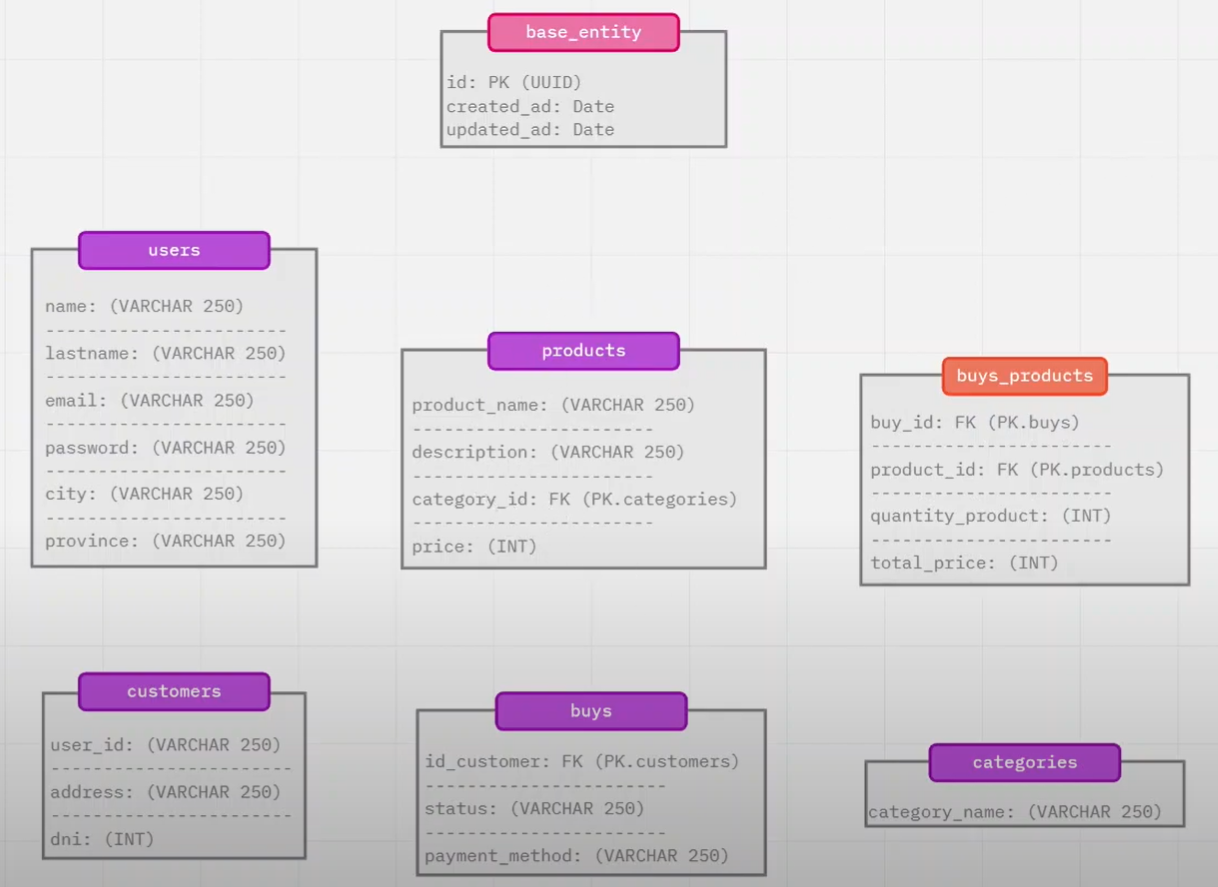 base_entity
id: PK (UUID)
created_ad: Date
updated_ad: Date
users
name: (VARCHAR 250)
-----------------------
lastname: (VARCHAR 250)
-----------------------
email: (VARCHAR 250)
-----------------------
password: (VARCHAR 250)
-----------------------
city: (VARCHAR 250)
-----------------------
province: (VARCHAR 250)
products
product_name: (VARCHAR 250)
-----------------------
description: (VARCHAR 250)
-----------------------
category_id: FK (PK.categories)
-----------------------
price: (INT)
buys_products
buy_id: FK (PK.buys)
-----------------------
product_id: FK (PK.products)
-----------------------
quantity_product: (INT)
-----------------------
total_price: (INT)
customers
user_id: (VARCHAR 250)
-----------------------
address: (VARCHAR 250)
-----------------------
dni: (INT)
buys
id_customer: FK (PK.customers)
-----------------------
status: (VARCHAR 250)
-----------------------
payment_method: (VARCHAR 250)
categories
category_name: (VARCHAR 250)